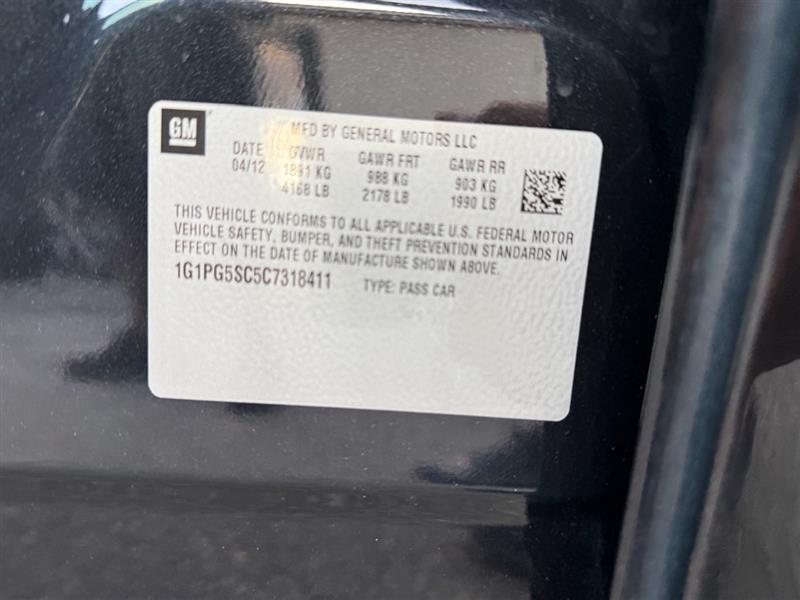 GM
MFD BY GENERAL MOTORS LLC
DATE GVWR GAWR FRT GAWR RR
04/12 1891 KG 988 KG 903 KG
4168 LB 2178 LB 1990 LB
THIS VEHICLE CONFORMS TO ALL APPLICABLE U.S. FEDERAL MOTOR
VEHICLE SAFETY, BUMPER, AND THEFT PREVENTION STANDARDS IN
EFFECT ON THE DATE OF MANUFACTURE SHOWN ABOVE.
1G1PG5SC5C7318411 TYPE: PASS CAR